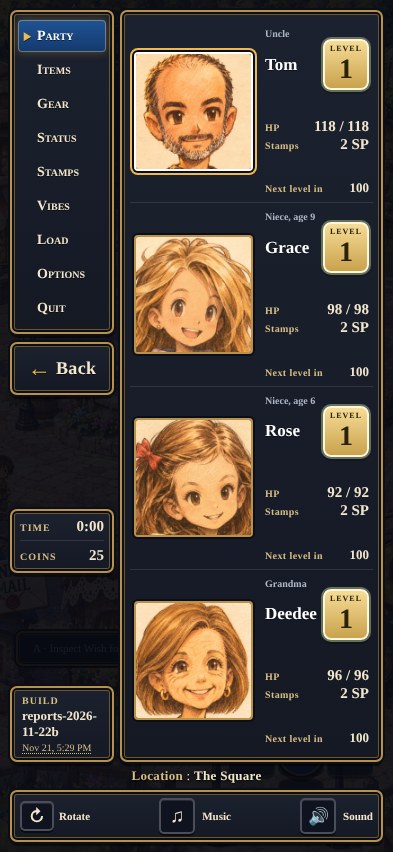 Party
Items
Gear
Status
Stamps
Vibes
Load
Options
Quit
← Back
TIME 0:00
COINS 25
BUILD
reports-2026-
11-22b
Nov 21, 5:29 PM
Uncle
Tom
LEVEL
1
HP 118 / 118
Stamps 2 SP
Next level in 100
Niece, age 9
Grace
LEVEL
1
HP 98 / 98
Stamps 2 SP
Next level in 100
Niece, age 6
Rose
LEVEL
1
HP 92 / 92
Stamps 2 SP
Next level in 100
Grandma
Deedee
LEVEL
1
HP 96 / 96
Stamps 2 SP
Next level in 100
MAIL
A · Inspect Wish
Location : The Square
Rotate
Music
Sound